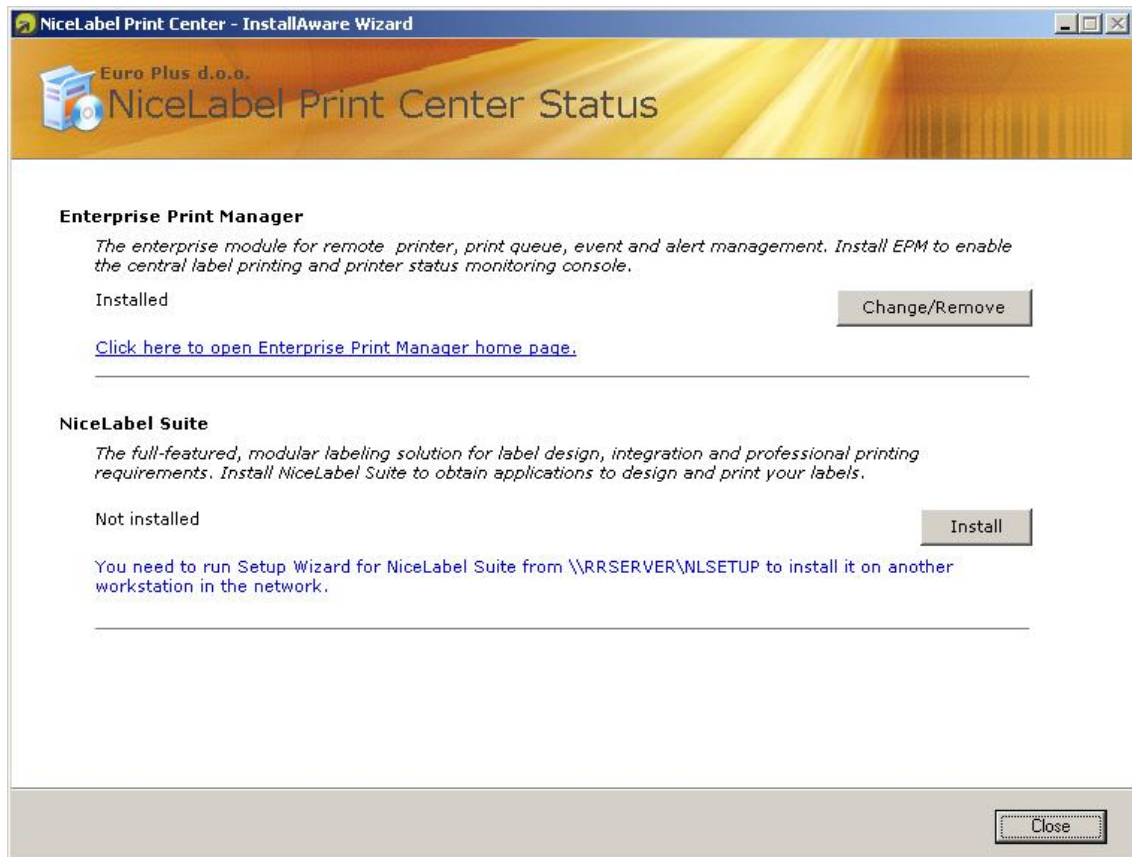 NiceLabel Print Center - InstallAware Wizard
Euro Plus d.o.o.
NiceLabel Print Center Status
Enterprise Print Manager
The enterprise module for remote printer, print queue, event and alert management. Install EPM to enable
the central label printing and printer status monitoring console.
Installed
Change/Remove
Click here to open Enterprise Print Manager home page.
NiceLabel Suite
The full-featured, modular labeling solution for label design, integration and professional printing
requirements. Install NiceLabel Suite to obtain applications to design and print your labels.
Not installed
Install
You need to run Setup Wizard for NiceLabel Suite from \\RRSERVER\NLSETUP to install it on another
workstation in the network.
Close